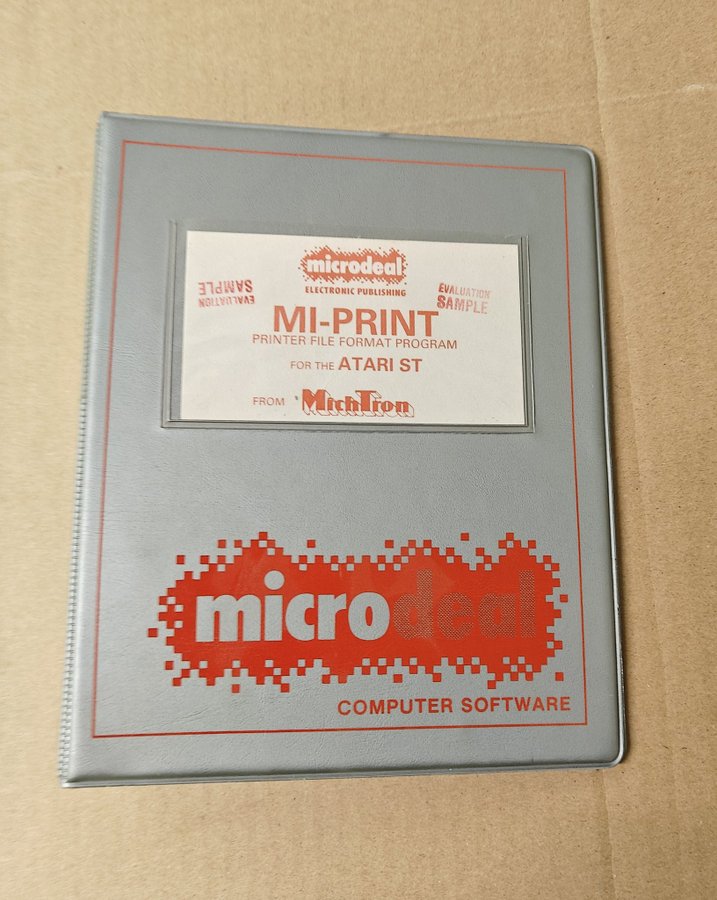 microdeal
ELECTRONIC PUBLISHING
EVALUATION
SAMPLE
EVALUATION
SAMPLE
MI-PRINT
PRINTER FILE FORMAT PROGRAM
FOR THE ATARI ST
FROM MichTron
microdeal
COMPUTER SOFTWARE